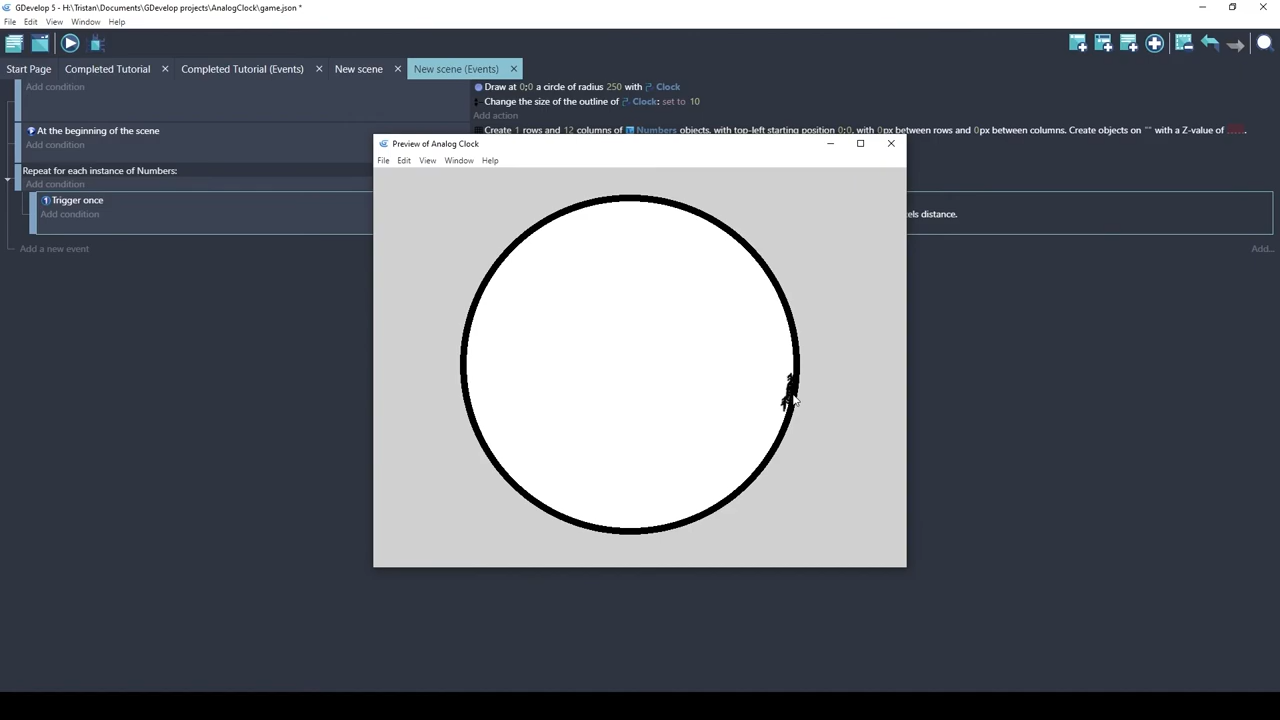 GDevelop 5 - H:\Tristan\Documents\GDevelop projects\AnalogClock\game.json *
File Edit View Window Help
Start Page Completed Tutorial Completed Tutorial (Events) New scene New scene (Events)
Add condition
Draw at 0;0 a circle of radius 250 with Clock
Change the size of the outline of Clock: set to 10
Add action
At the beginning of the scene
Add condition
Create 1 rows and 12 columns of Numbers objects, with top-left starting position 0;0, with 0px between rows and 0px between columns. Create objects on "" with a Z-value of
Repeat for each instance of Numbers:
Add condition
Trigger once
Add condition
els distance.
Add a new event
Add...
Preview of Analog Clock
File Edit View Window Help